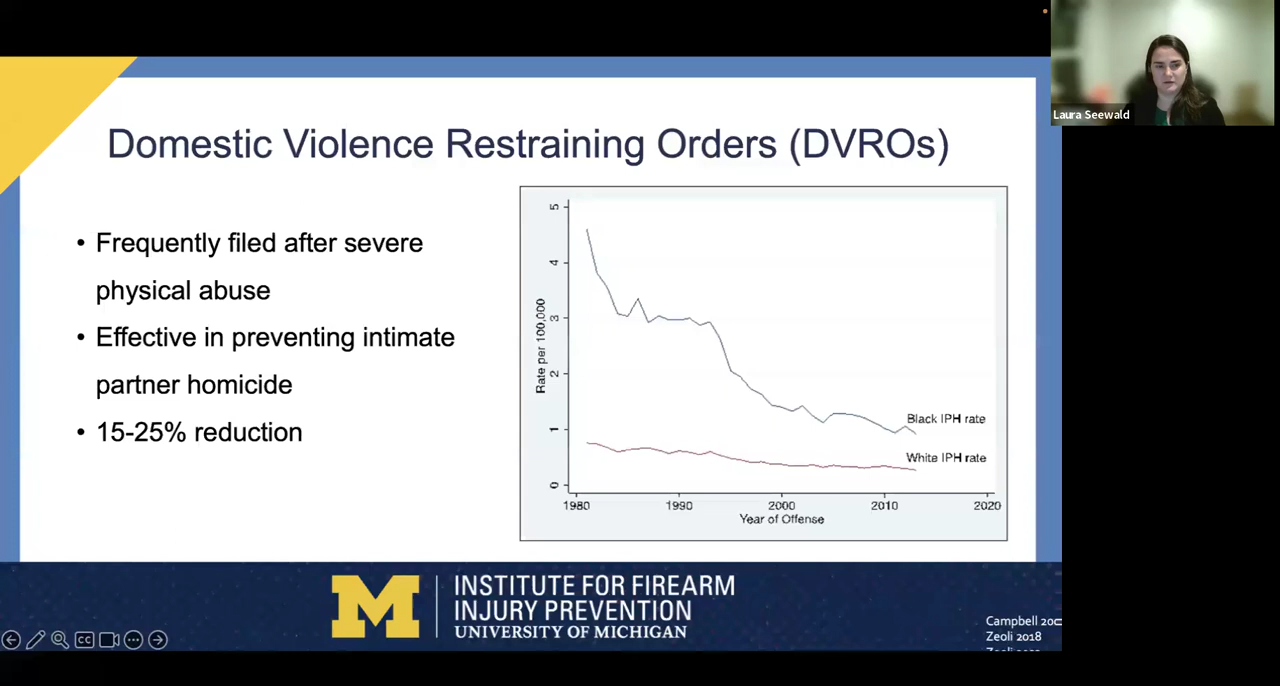 Laura Seewald
Domestic Violence Restraining Orders (DVROs)
• Frequently filed after severe
physical abuse
• Effective in preventing intimate
partner homicide
• 15-25% reduction
Rate per 100,000
5
4
3
2
1
0
Black IPH rate
White IPH rate
1980 1990 2000 2010 2020
Year of Offense
M
INSTITUTE FOR FIREARM
INJURY PREVENTION
UNIVERSITY OF MICHIGAN
CC
Campbell
Zeoli 2018
Zeoli